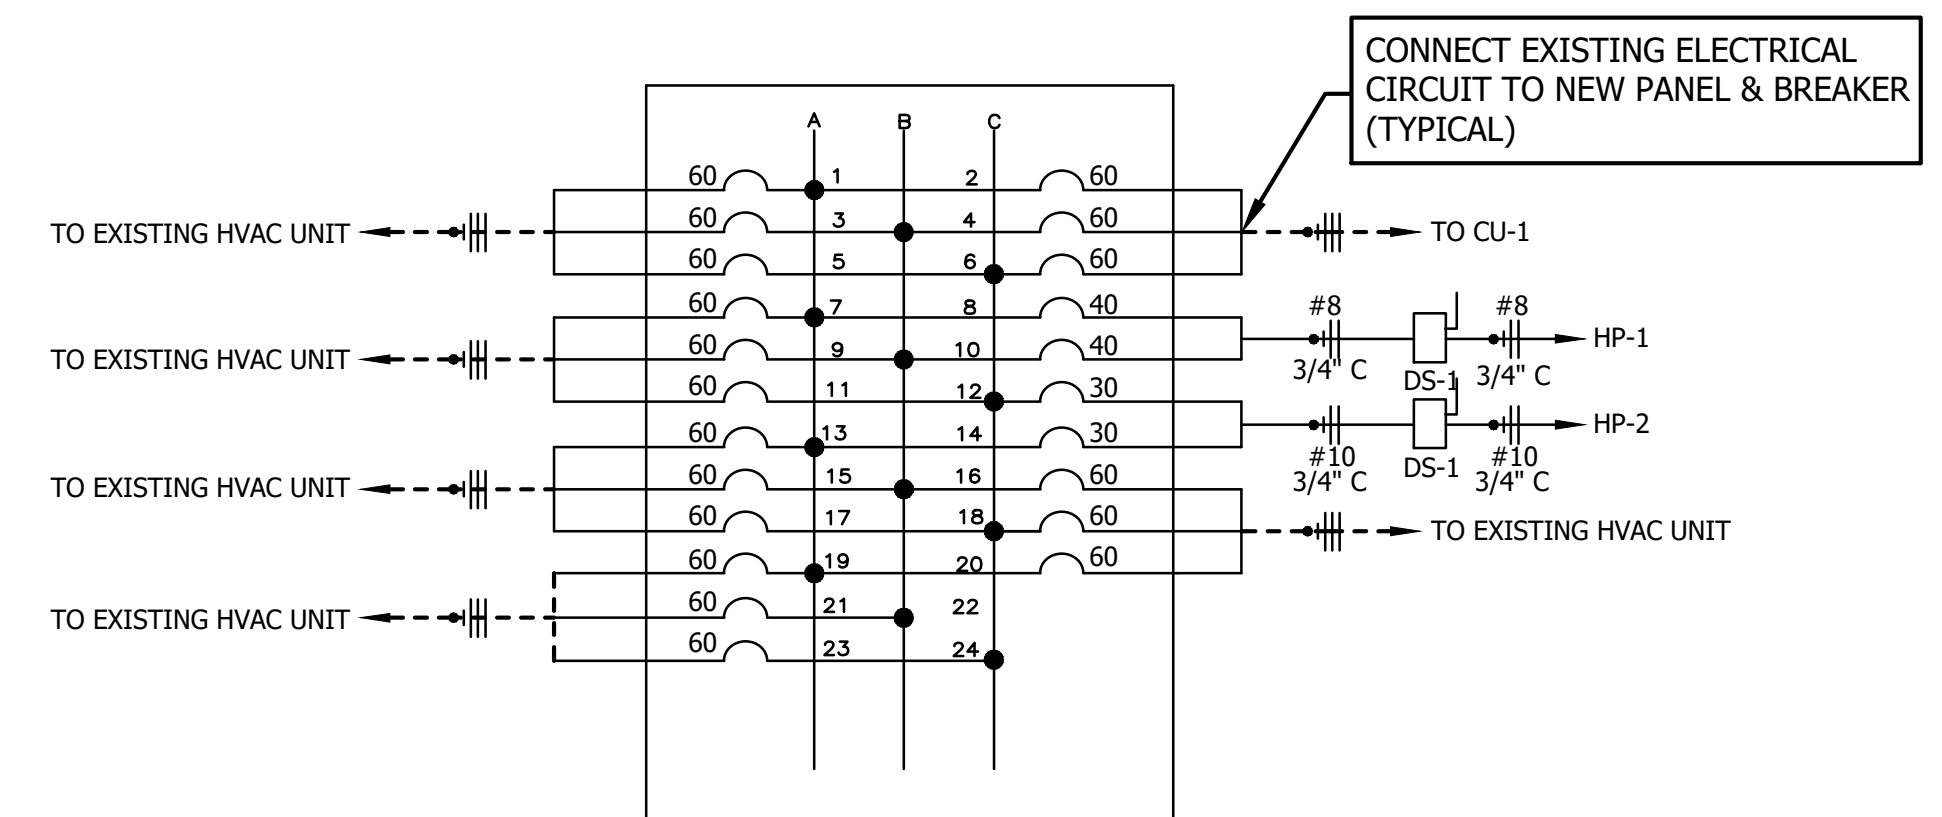 CONNECT EXISTING ELECTRICAL
CIRCUIT TO NEW PANEL & BREAKER
(TYPICAL)
A B C
60 1 2 60
60 3 4 60
TO EXISTING HVAC UNIT
TO CU-1
60 5 6 60
60 7 8 40
#8 #8
HP-1
60 9 10 40
TO EXISTING HVAC UNIT
3/4" C DS-1 3/4" C
60 11 12 30
HP-2
60 13 14 30
#10 DS-1 #10
3/4" C 3/4" C
60 15 16 60
TO EXISTING HVAC UNIT
60 17 18 60
TO EXISTING HVAC UNIT
60 19 20 60
60 21 22
TO EXISTING HVAC UNIT
60 23 24